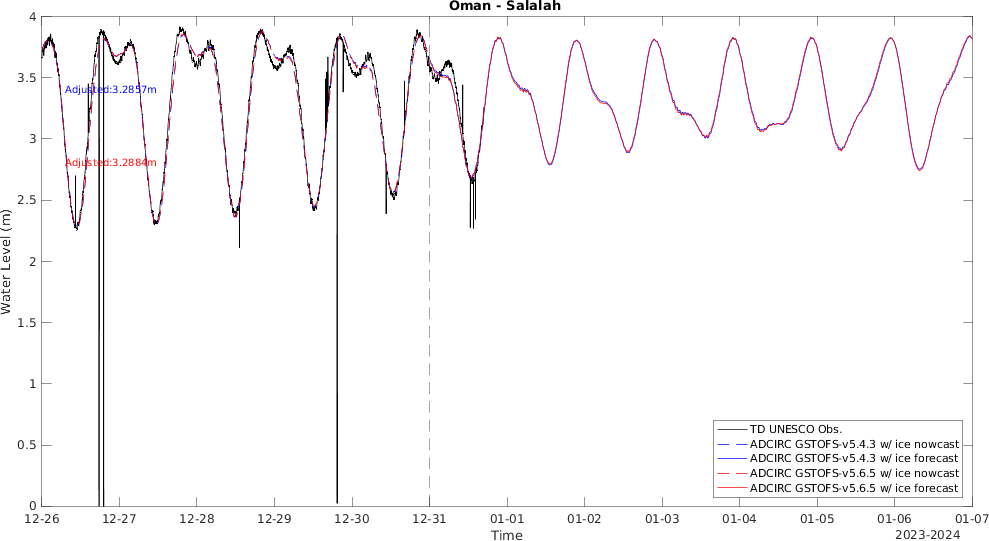 Oman - Salalah
4
3.5
3
2.5
2
1.5
1
0.5
0
Water Level (m)
Adjusted:3.2857m
Adjusted:3.2884m
TD UNESCO Obs.
ADCIRC GSTOFS-v5.4.3 w/ ice nowcast
ADCIRC GSTOFS-v5.4.3 w/ ice forecast
ADCIRC GSTOFS-v5.6.5 w/ ice nowcast
ADCIRC GSTOFS-v5.6.5 w/ ice forecast
12-26 12-27 12-28 12-29 12-30 12-31 01-01 01-02 01-03 01-04 01-05 01-06 01-07
Time
2023-2024